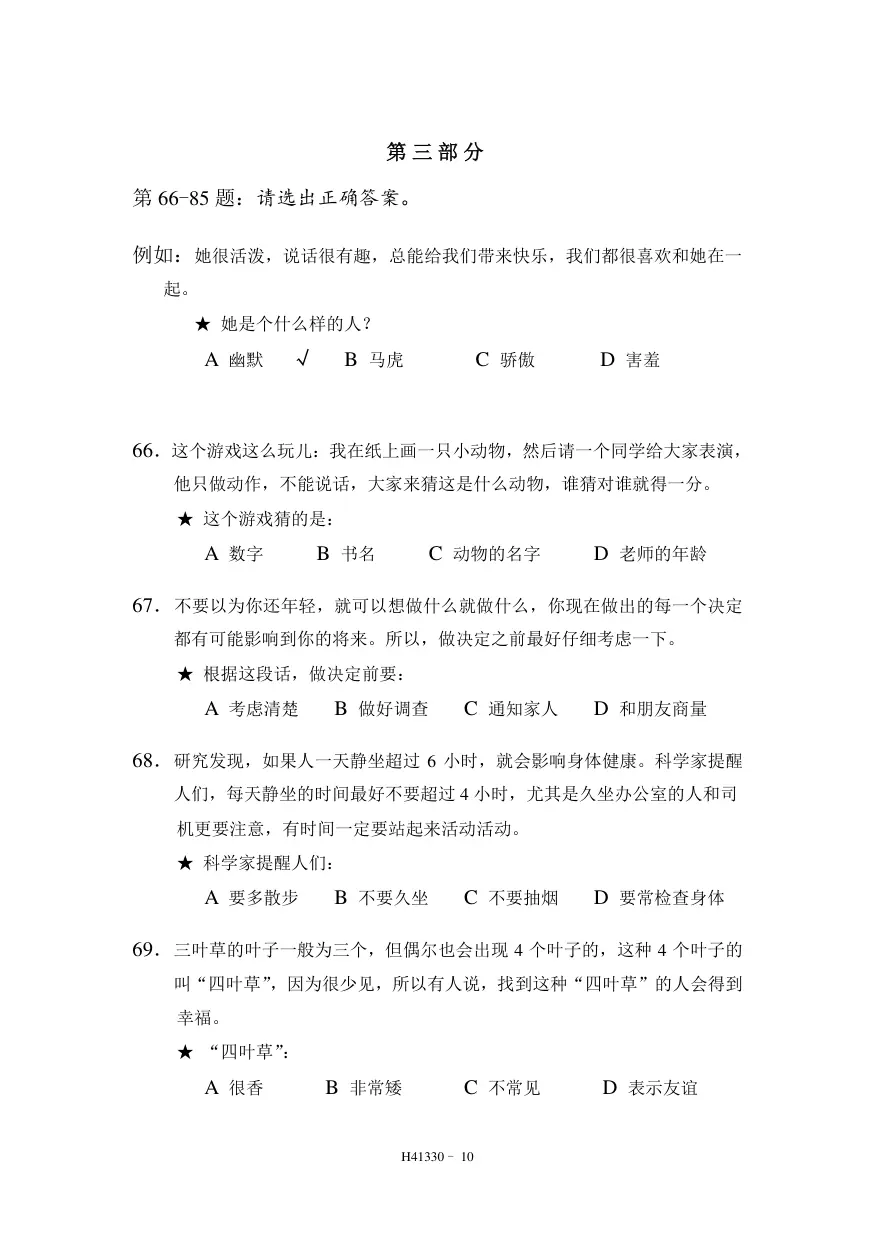 第三部分
第 66-85 题：请选出正确答案。
例如：她很活泼，说话很有趣，总能给我们带来快乐，我们都很喜欢和她在一
起。
★ 她是个什么样的人？
A 幽默 √ B 马虎 C 骄傲 D 害羞
66．这个游戏这么玩儿：我在纸上画一只小动物，然后请一个同学给大家表演，
他只做动作，不能说话，大家来猜这是什么动物，谁猜对谁就得一分。
★ 这个游戏猜的是：
A 数字 B 书名 C 动物的名字 D 老师的年龄
67．不要以为你还年轻，就可以想做什么就做什么，你现在做出的每一个决定
都有可能影响到你的将来。所以，做决定之前最好仔细考虑一下。
★ 根据这段话，做决定前要：
A 考虑清楚 B 做好调查 C 通知家人 D 和朋友商量
68．研究发现，如果人一天静坐超过 6 小时，就会影响身体健康。科学家提醒
人们，每天静坐的时间最好不要超过 4 小时，尤其是久坐办公室的人和司
机更要注意，有时间一定要站起来活动活动。
★ 科学家提醒人们：
A 要多散步 B 不要久坐 C 不要抽烟 D 要常检查身体
69．三叶草的叶子一般为三个，但偶尔也会出现 4 个叶子的，这种 4 个叶子的
叫“四叶草”，因为很少见，所以有人说，找到这种“四叶草”的人会得到
幸福。
★ “四叶草”：
A 很香 B 非常矮 C 不常见 D 表示友谊
H41330 - 10